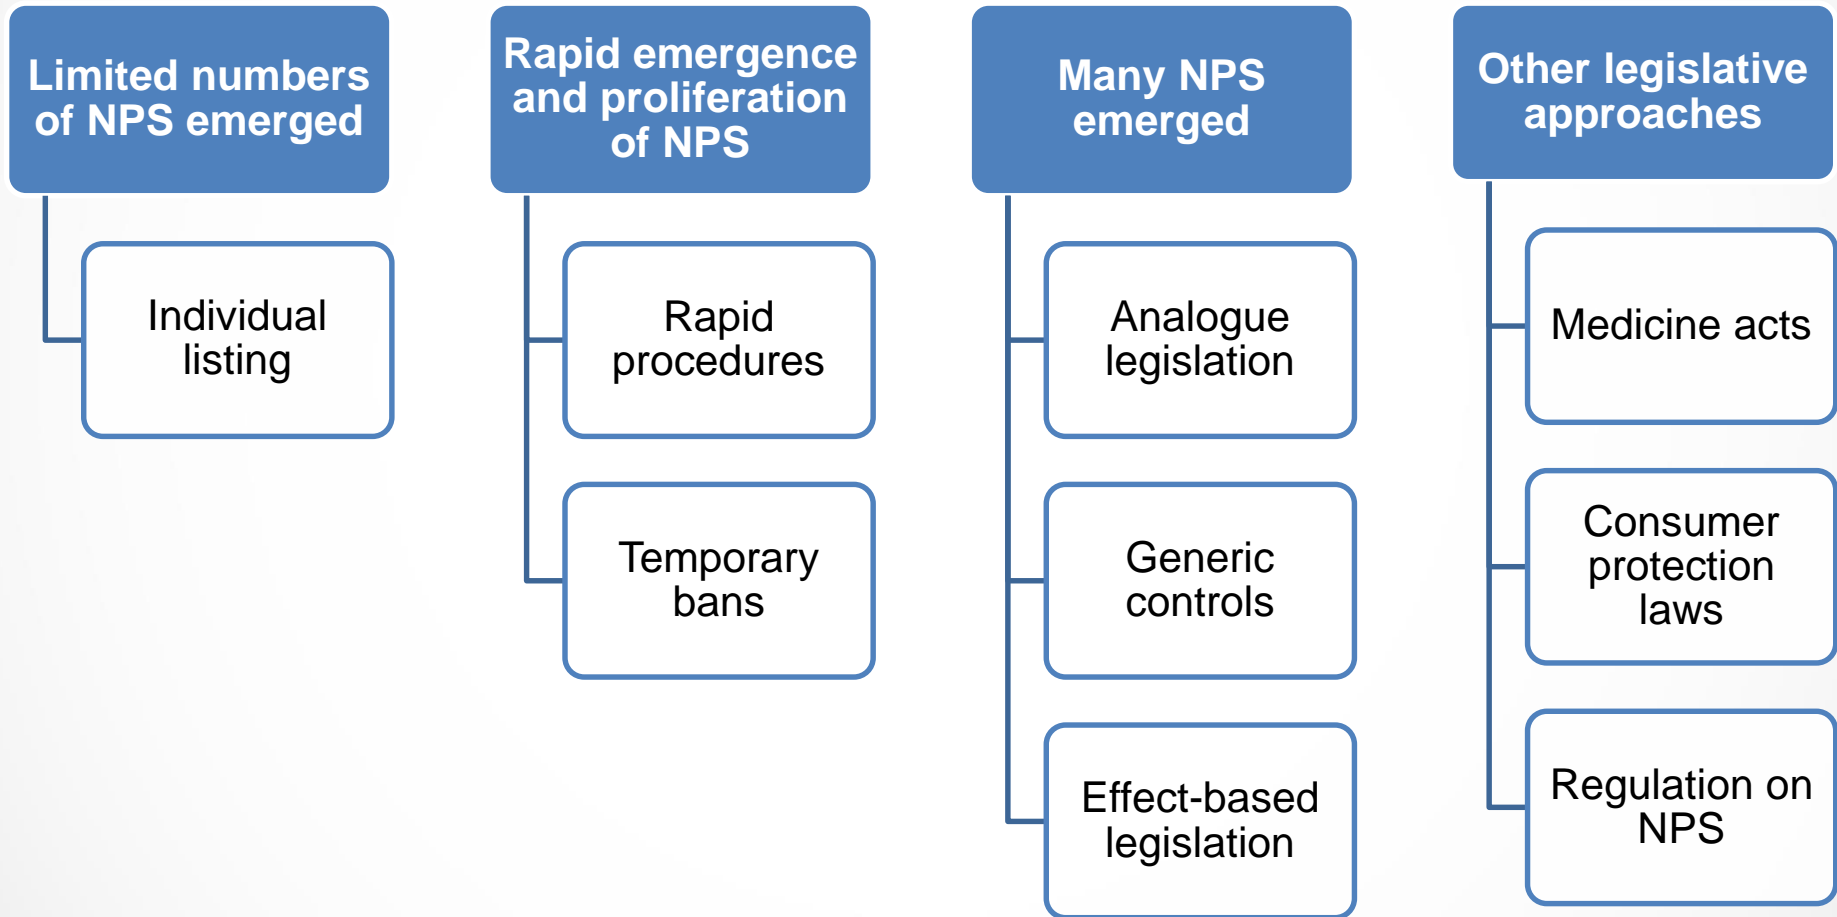 Limited numbers
of NPS emerged
Individual
listing
Rapid emergence
and proliferation
of NPS
Rapid
procedures
Temporary
bans
Many NPS
emerged
Analogue
legislation
Generic
controls
Effect-based
legislation
Other legislative
approaches
Medicine acts
Consumer
protection
laws
Regulation on
NPS